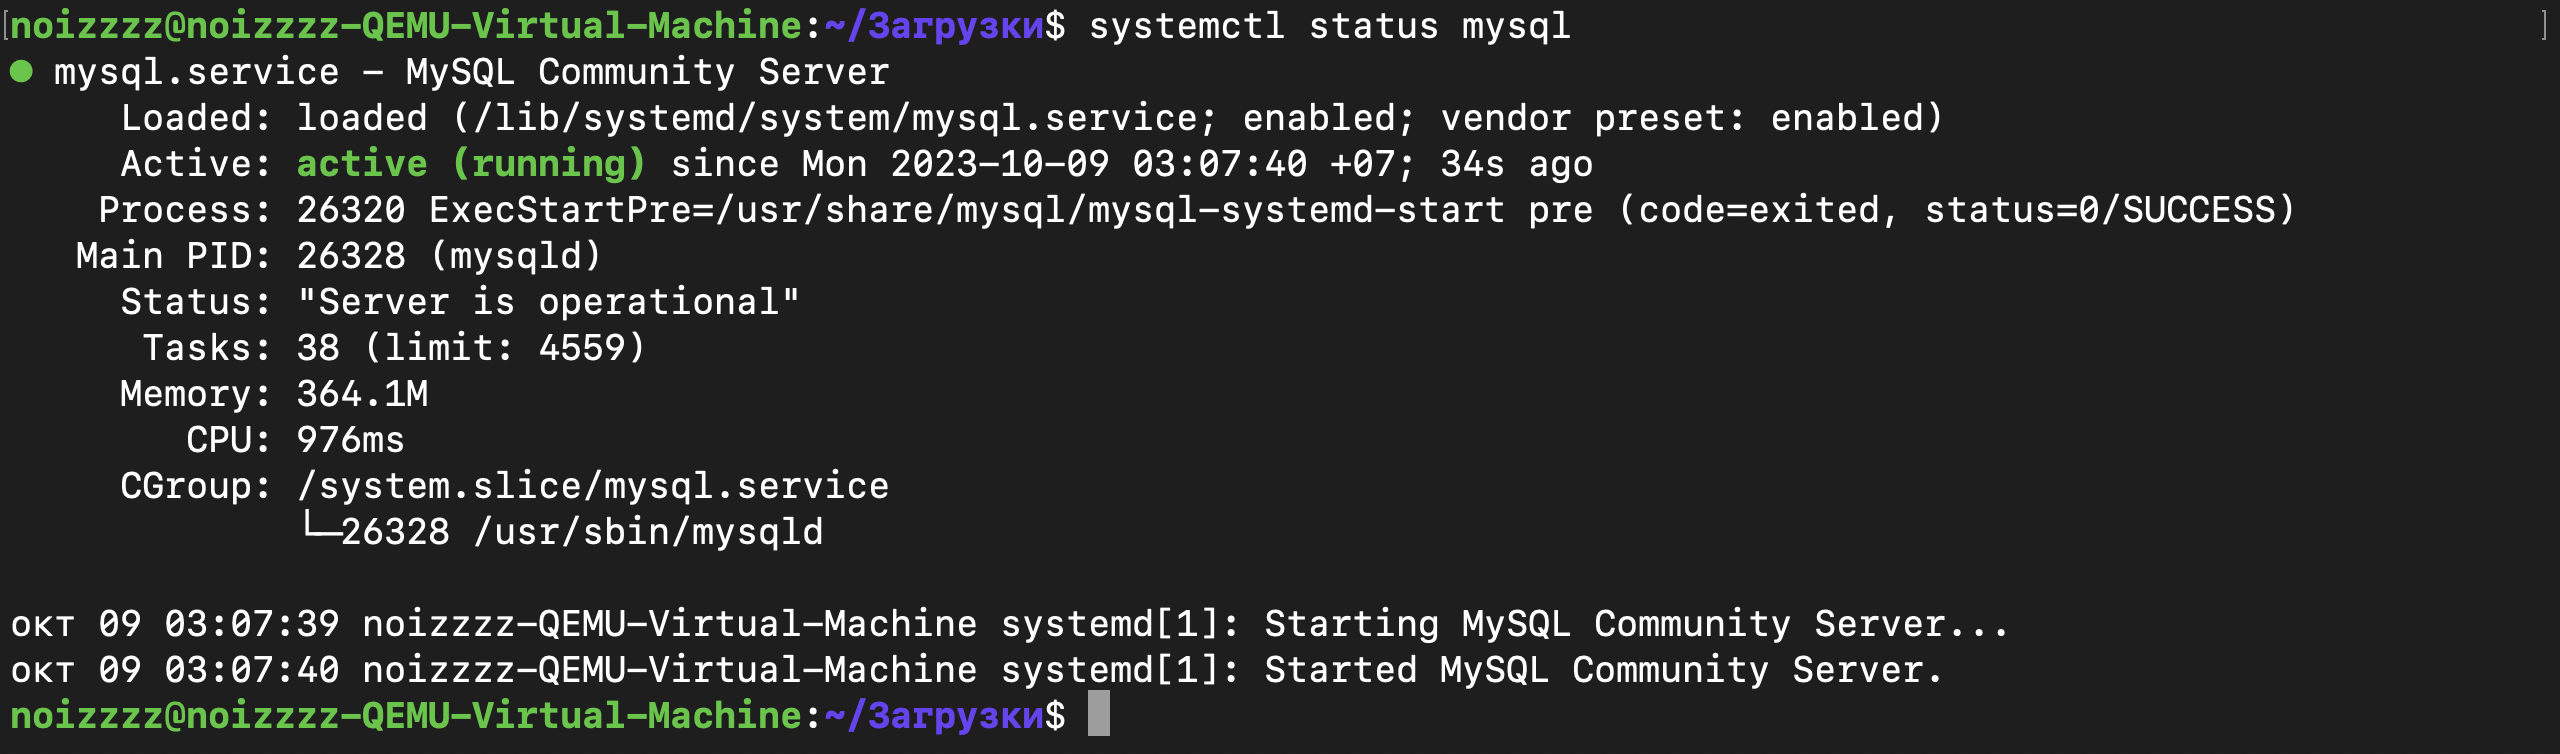 [noizzzz@noizzzz-QEMU-Virtual-Machine:~/Загрузки$ systemctl status mysql ]
● mysql.service – MySQL Community Server
     Loaded: loaded (/lib/systemd/system/mysql.service; enabled; vendor preset: enabled)
     Active: active (running) since Mon 2023-10-09 03:07:40 +07; 34s ago
    Process: 26320 ExecStartPre=/usr/share/mysql/mysql-systemd-start pre (code=exited, status=0/SUCCESS)
   Main PID: 26328 (mysqld)
     Status: "Server is operational"
      Tasks: 38 (limit: 4559)
     Memory: 364.1M
        CPU: 976ms
     CGroup: /system.slice/mysql.service
             └─26328 /usr/sbin/mysqld
окт 09 03:07:39 noizzzz-QEMU-Virtual-Machine systemd[1]: Starting MySQL Community Server...
окт 09 03:07:40 noizzzz-QEMU-Virtual-Machine systemd[1]: Started MySQL Community Server.
noizzzz@noizzzz-QEMU-Virtual-Machine:~/Загрузки$